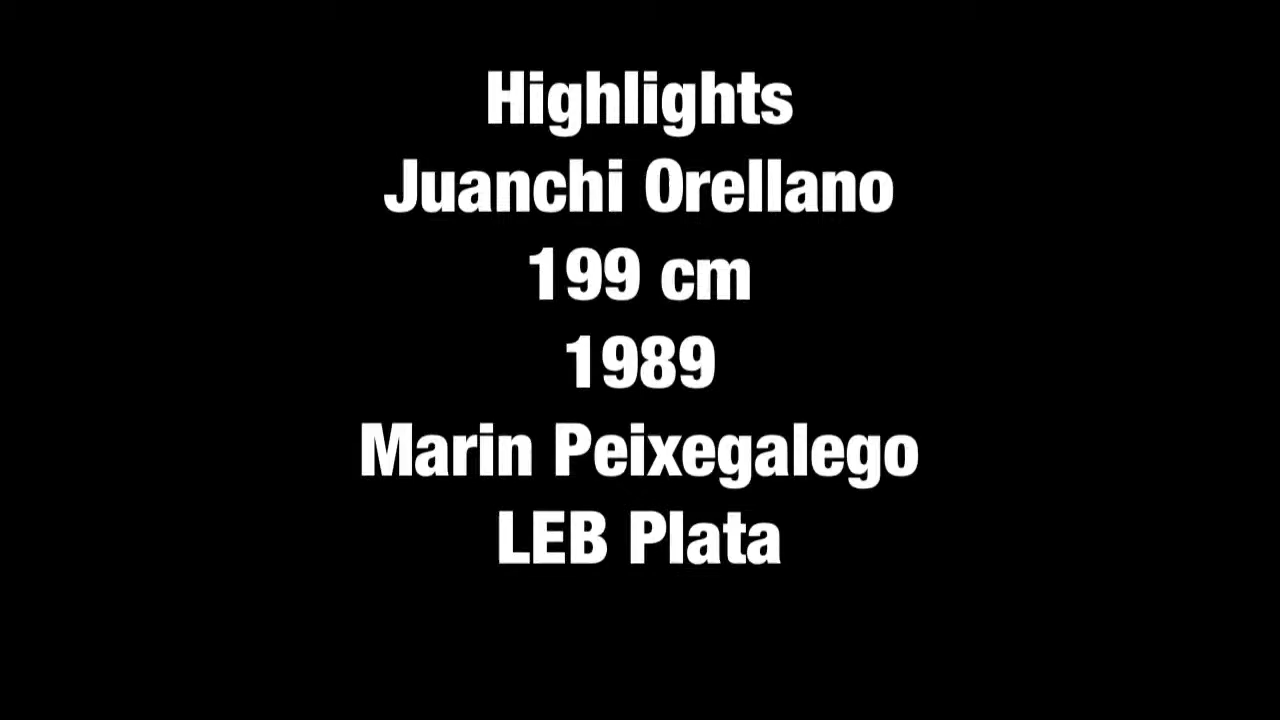 Highlights
Juanchi Orellano
199 cm
1989
Marin Peixegalego
LEB Plata